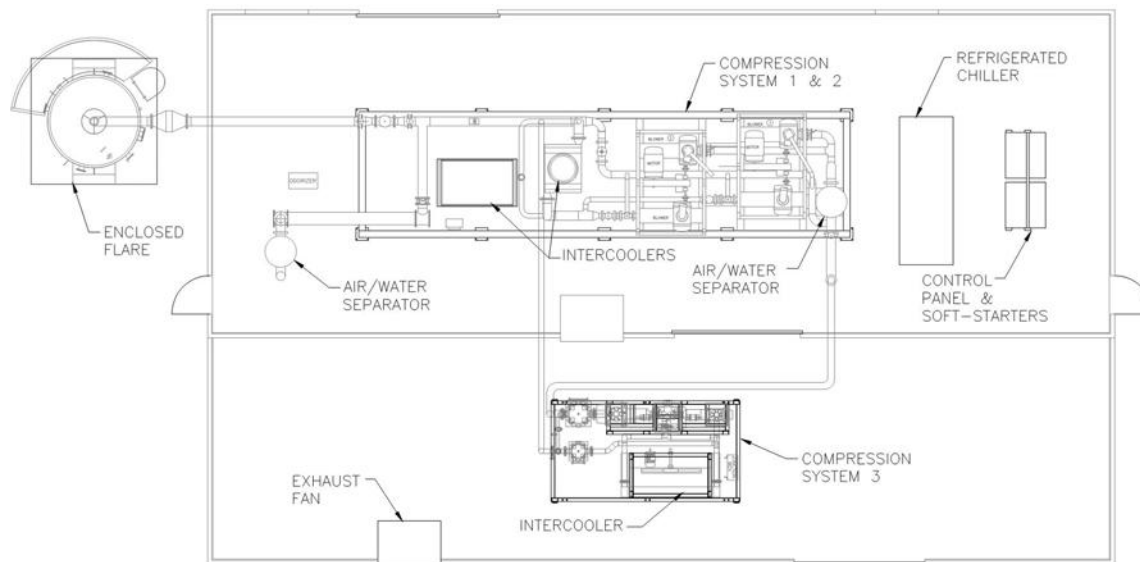 COMPRESSION
SYSTEM 1 & 2
REFRIGERATED
CHILLER
BLOWER
MOTOR
BLOWER
MOTOR
ODORIZER
BLOWER
ENCLOSED
FLARE
AIR/WATER
SEPARATOR
INTERCOOLERS
AIR/WATER
SEPARATOR
CONTROL
PANEL &
SOFT-STARTERS
COMPRESSION
SYSTEM 3
EXHAUST
FAN
INTERCOOLER